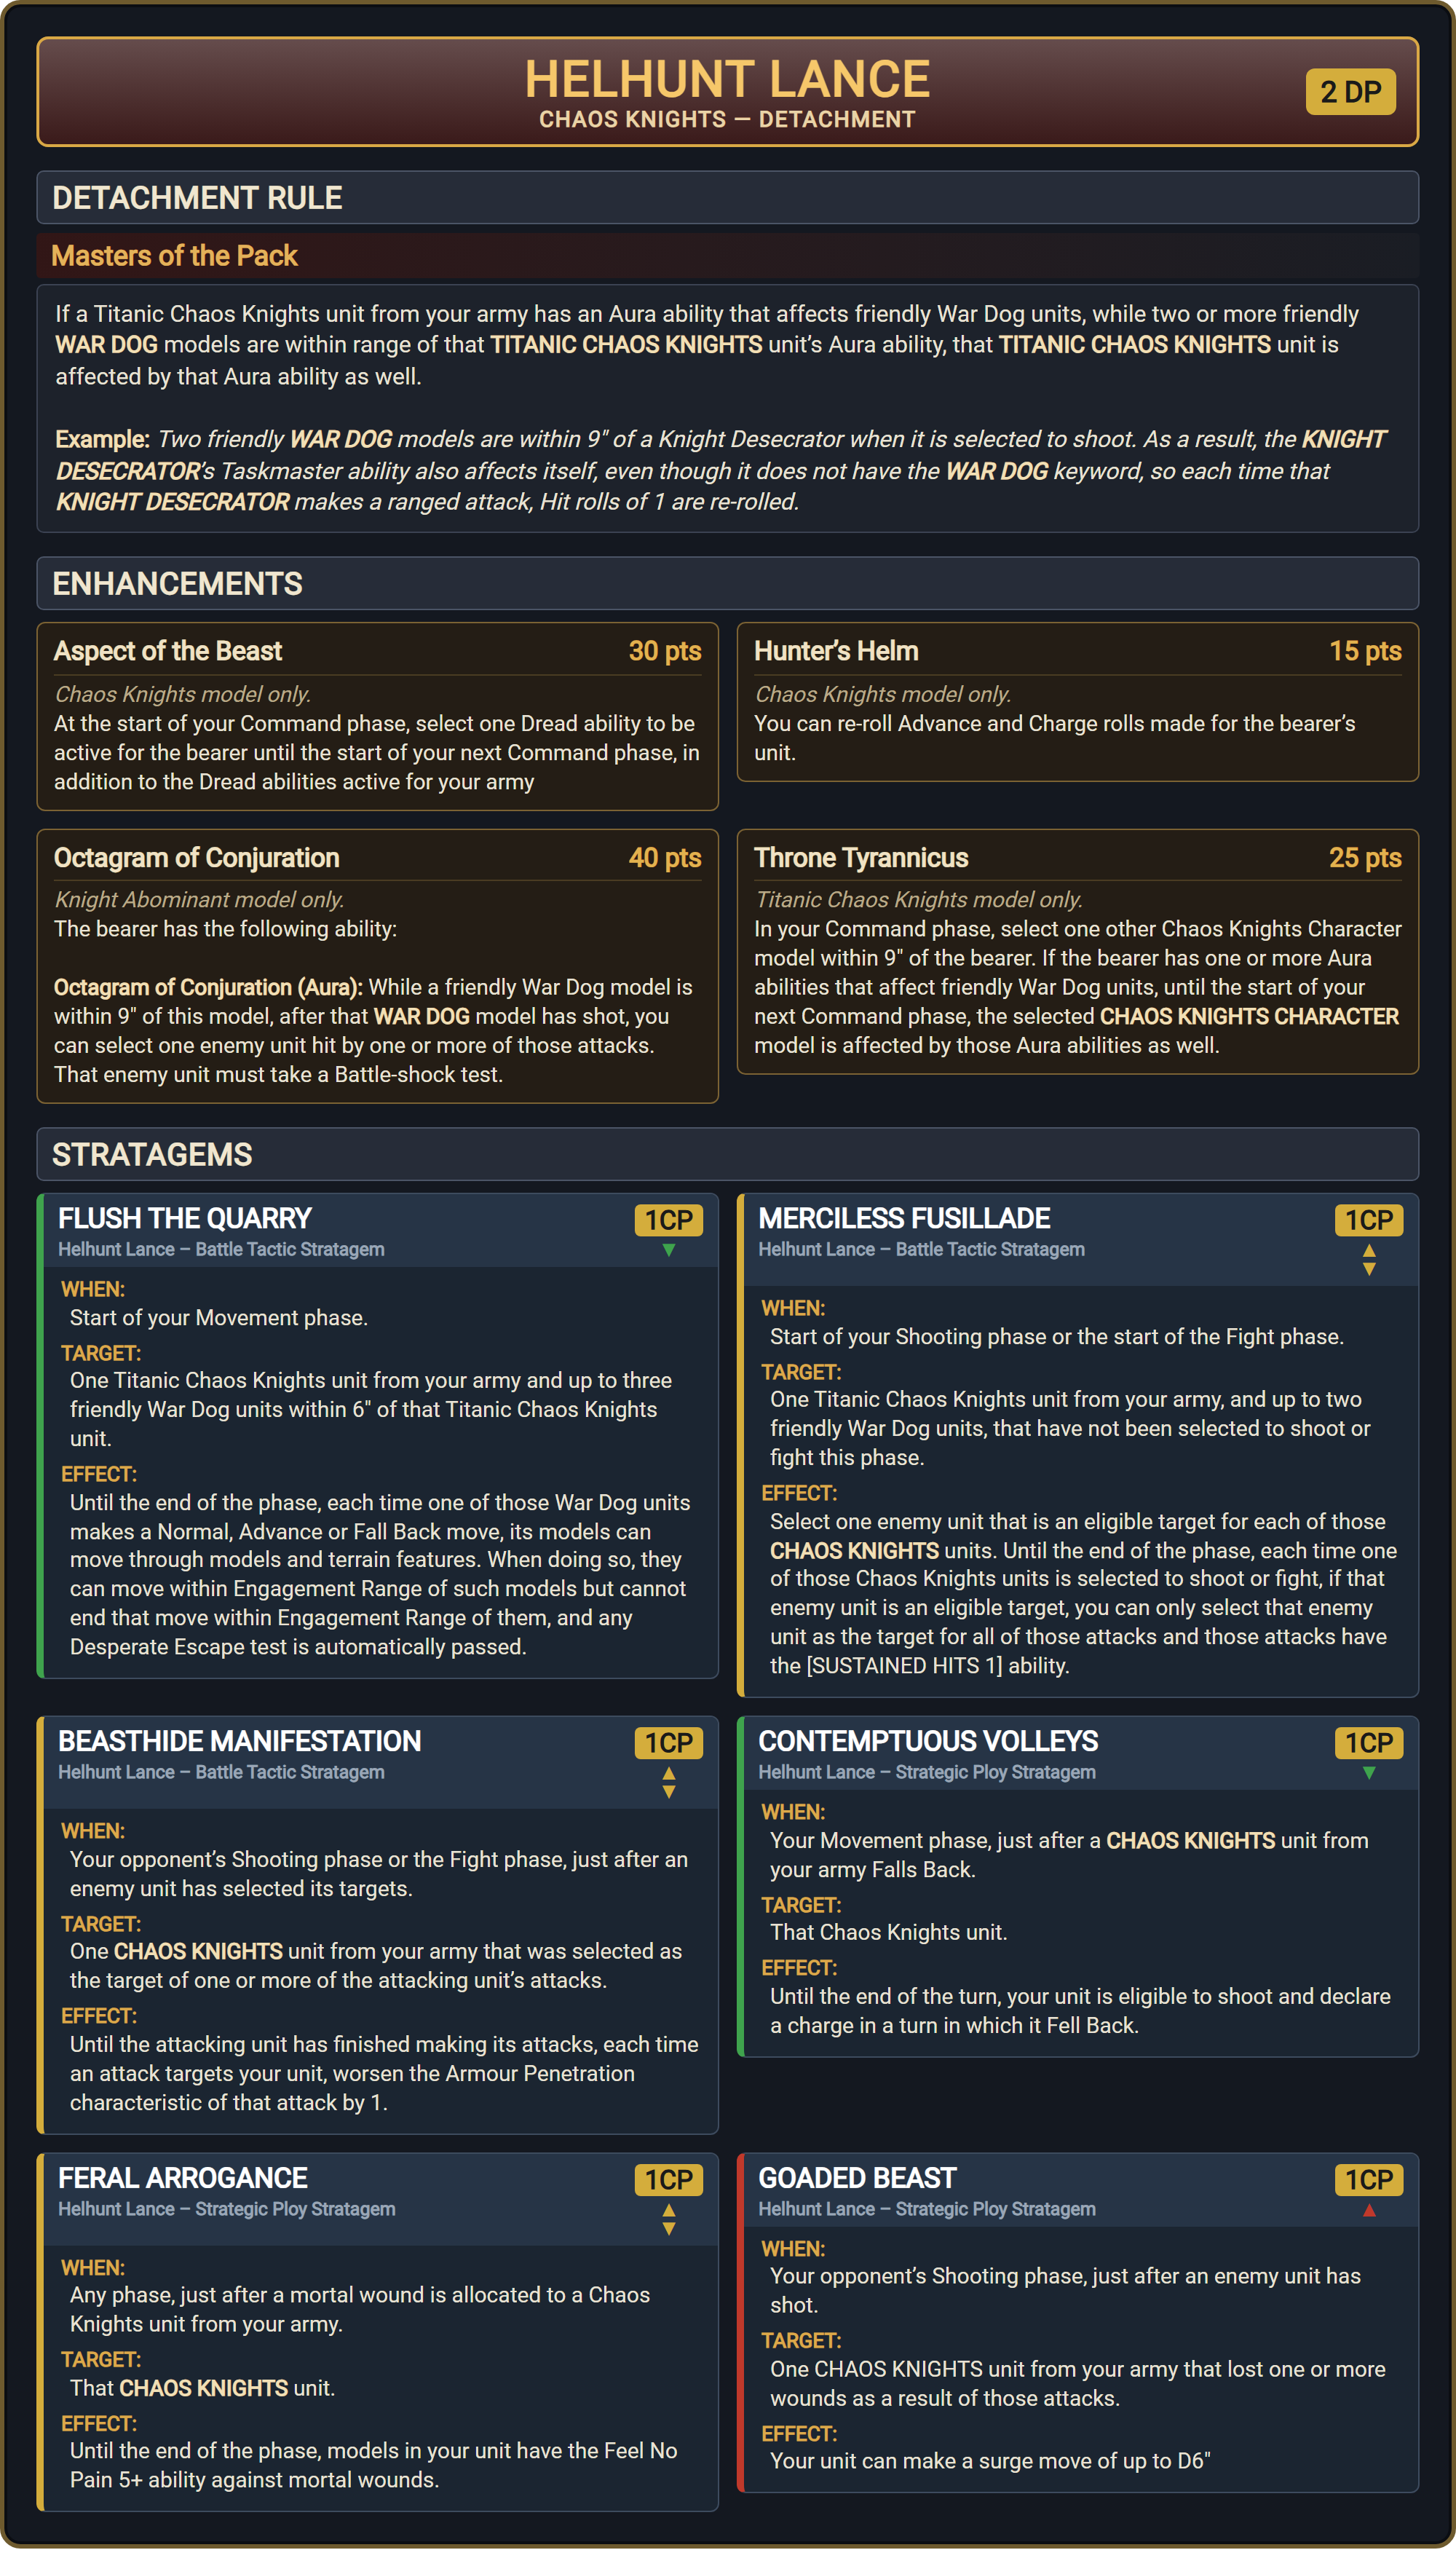 HELHUNT LANCE
CHAOS KNIGHTS — DETACHMENT
2 DP
DETACHMENT RULE
Masters of the Pack
If a Titanic Chaos Knights unit from your army has an Aura ability that affects friendly War Dog units, while two or more friendly
WAR DOG models are within range of that TITANIC CHAOS KNIGHTS unit’s Aura ability, that TITANIC CHAOS KNIGHTS unit is
affected by that Aura ability as well.
Example: Two friendly WAR DOG models are within 9" of a Knight Desecrator when it is selected to shoot. As a result, the KNIGHT
DESECRATOR’s Taskmaster ability also affects itself, even though it does not have the WAR DOG keyword, so each time that
KNIGHT DESECRATOR makes a ranged attack, Hit rolls of 1 are re-rolled.
ENHANCEMENTS
Aspect of the Beast
30 pts
Chaos Knights model only.
At the start of your Command phase, select one Dread ability to be
active for the bearer until the start of your next Command phase, in
addition to the Dread abilities active for your army
Hunter’s Helm
15 pts
Chaos Knights model only.
You can re-roll Advance and Charge rolls made for the bearer’s
unit.
Octagram of Conjuration
40 pts
Knight Abominant model only.
The bearer has the following ability:
Octagram of Conjuration (Aura): While a friendly War Dog model is
within 9" of this model, after that WAR DOG model has shot, you
can select one enemy unit hit by one or more of those attacks.
That enemy unit must take a Battle-shock test.
Throne Tyrannicus
25 pts
Titanic Chaos Knights model only.
In your Command phase, select one other Chaos Knights Character
model within 9" of the bearer. If the bearer has one or more Aura
abilities that affect friendly War Dog units, until the start of your
next Command phase, the selected CHAOS KNIGHTS CHARACTER
model is affected by those Aura abilities as well.
STRATAGEMS
FLUSH THE QUARRY
1CP
Helhunt Lance – Battle Tactic Stratagem
▼
WHEN:
Start of your Movement phase.
TARGET:
One Titanic Chaos Knights unit from your army and up to three
friendly War Dog units within 6" of that Titanic Chaos Knights
unit.
EFFECT:
Until the end of the phase, each time one of those War Dog units
makes a Normal, Advance or Fall Back move, its models can
move through models and terrain features. When doing so, they
can move within Engagement Range of such models but cannot
end that move within Engagement Range of them, and any
Desperate Escape test is automatically passed.
MERCILESS FUSILLADE
1CP
Helhunt Lance – Battle Tactic Stratagem
▲
▼
WHEN:
Start of your Shooting phase or the start of the Fight phase.
TARGET:
One Titanic Chaos Knights unit from your army, and up to two
friendly War Dog units, that have not been selected to shoot or
fight this phase.
EFFECT:
Select one enemy unit that is an eligible target for each of those
CHAOS KNIGHTS units. Until the end of the phase, each time one
of those Chaos Knights units is selected to shoot or fight, if that
enemy unit is an eligible target, you can only select that enemy
unit as the target for all of those attacks and those attacks have
the [SUSTAINED HITS 1] ability.
BEASTHIDE MANIFESTATION
1CP
Helhunt Lance – Battle Tactic Stratagem
▲
▼
WHEN:
Your opponent’s Shooting phase or the Fight phase, just after an
enemy unit has selected its targets.
TARGET:
One CHAOS KNIGHTS unit from your army that was selected as
the target of one or more of the attacking unit’s attacks.
EFFECT:
Until the attacking unit has finished making its attacks, each time
an attack targets your unit, worsen the Armour Penetration
characteristic of that attack by 1.
CONTEMPTUOUS VOLLEYS
1CP
Helhunt Lance – Strategic Ploy Stratagem
▼
WHEN:
Your Movement phase, just after a CHAOS KNIGHTS unit from
your army Falls Back.
TARGET:
That Chaos Knights unit.
EFFECT:
Until the end of the turn, your unit is eligible to shoot and declare
a charge in a turn in which it Fell Back.
FERAL ARROGANCE
1CP
Helhunt Lance – Strategic Ploy Stratagem
▲
▼
WHEN:
Any phase, just after a mortal wound is allocated to a Chaos
Knights unit from your army.
TARGET:
That CHAOS KNIGHTS unit.
EFFECT:
Until the end of the phase, models in your unit have the Feel No
Pain 5+ ability against mortal wounds.
GOADED BEAST
1CP
Helhunt Lance – Strategic Ploy Stratagem
▲
WHEN:
Your opponent’s Shooting phase, just after an enemy unit has
shot.
TARGET:
One CHAOS KNIGHTS unit from your army that lost one or more
wounds as a result of those attacks.
EFFECT:
Your unit can make a surge move of up to D6"